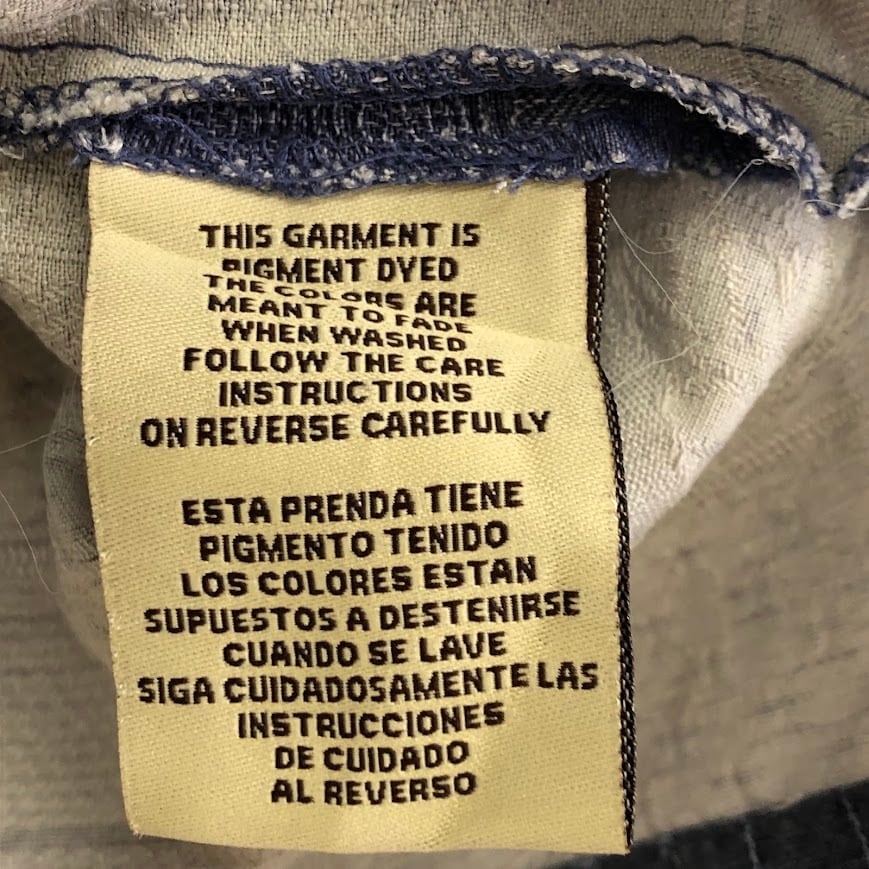 THIS GARMENT IS
PIGMENT DYED
THE COLORS ARE
MEANT TO FADE
WHEN WASHED
FOLLOW THE CARE
INSTRUCTIONS
ON REVERSE CAREFULLY
ESTA PRENDA TIENE
PIGMENTO TENIDO
LOS COLORES ESTAN
SUPUESTOS A DESTENIRSE
CUANDO SE LAVE
SIGA CUIDADOSAMENTE LAS
INSTRUCCIONES
DE CUIDADO
AL REVERSO